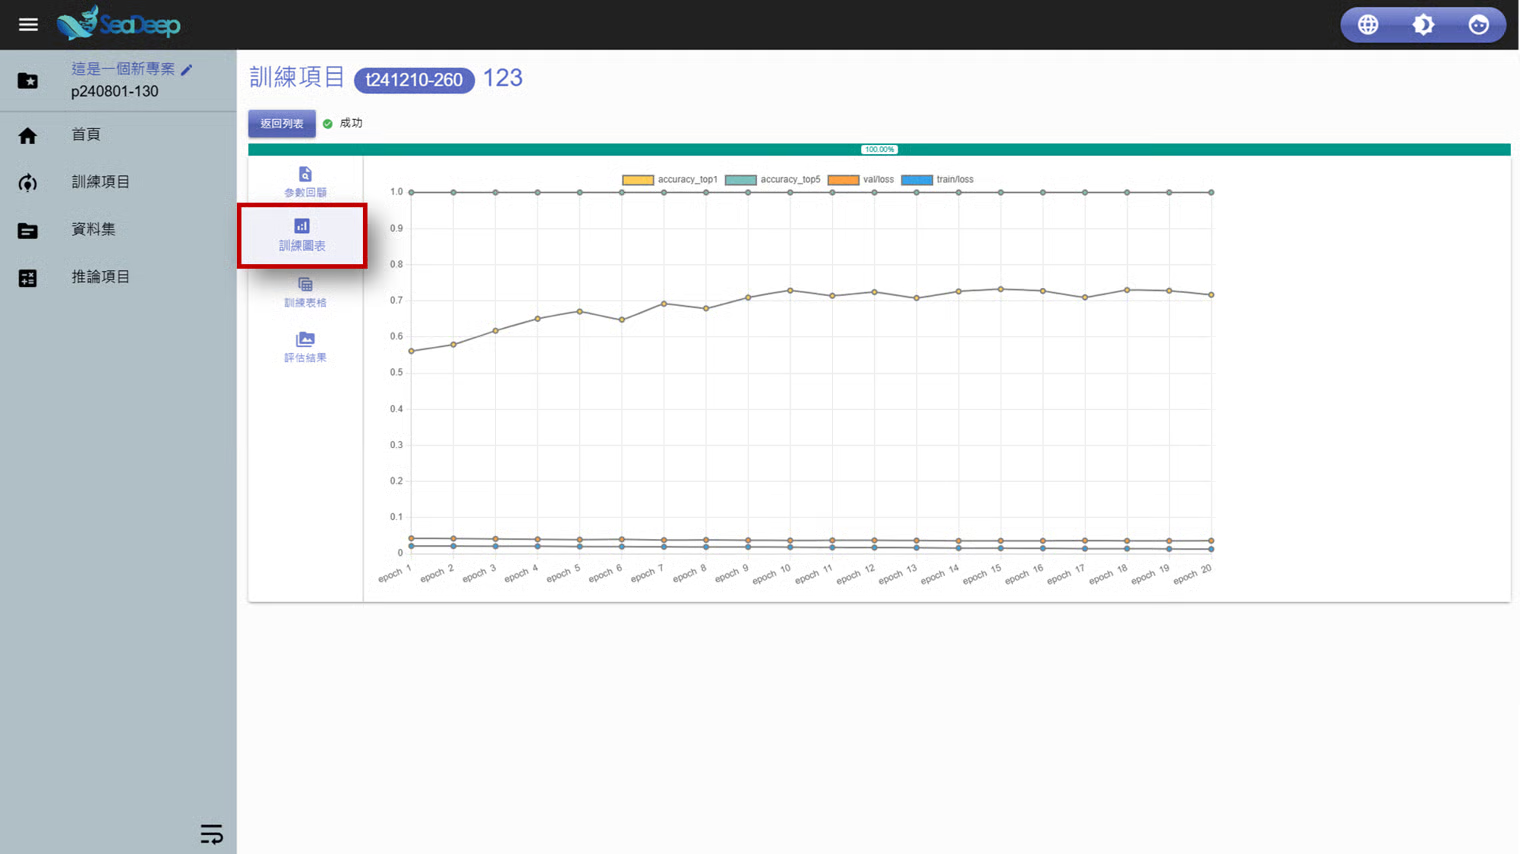 SeaDeep
這是一個新專案
p240801-130
首頁
訓練項目
資料集
推論項目
訓練項目 t241210-260 123
返回列表 成功
100.00%
參數回顧
訓練圖表
訓練表格
評估結果
accuracy_top1 accuracy_top5 val/loss train/loss
1.0
0.9
0.8
0.7
0.6
0.5
0.4
0.3
0.2
0.1
0
epoch 1 epoch 2 epoch 3 epoch 4 epoch 5 epoch 6 epoch 7 epoch 8 epoch 9 epoch 10 epoch 11 epoch 12 epoch 13 epoch 14 epoch 15 epoch 16 epoch 17 epoch 18 epoch 19 epoch 20